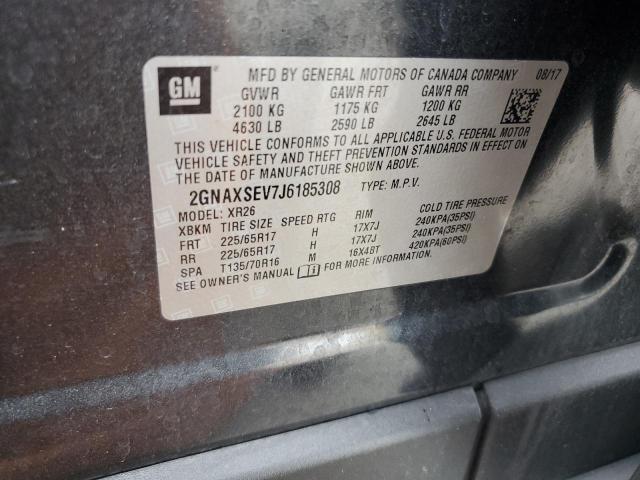 GM
MFD BY GENERAL MOTORS OF CANADA COMPANY 08/17
GVWR GAWR FRT GAWR RR
2100 KG 1175 KG 1200 KG
4630 LB 2590 LB 2645 LB
THIS VEHICLE CONFORMS TO ALL APPLICABLE U.S. FEDERAL MOTOR
VEHICLE SAFETY AND THEFT PREVENTION STANDARDS IN EFFECT ON
THE DATE OF MANUFACTURE SHOWN ABOVE.
2GNAXSEV7J6185308 TYPE: M.P.V.
MODEL: XR26
XBKM TIRE SIZE SPEED RTG RIM COLD TIRE PRESSURE
FRT 225/65R17 H 17X7J 240KPA(35PSI)
RR 225/65R17 H 17X7J 240KPA(35PSI)
SPA T135/70R16 M 16X4BT 420KPA(60PSI)
SEE OWNER'S MANUAL FOR MORE INFORMATION.